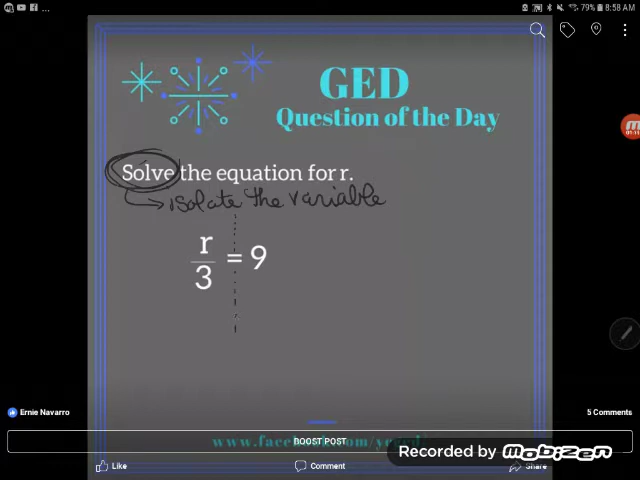 79% 8:58 AM
GED
Question of the Day
Solve the equation for r.
isolate the variable
r
3
= 9
Ernie Navarro
5 Comments
BOOST POST
Recorded by MOBIZEN
Like
Comment
Share